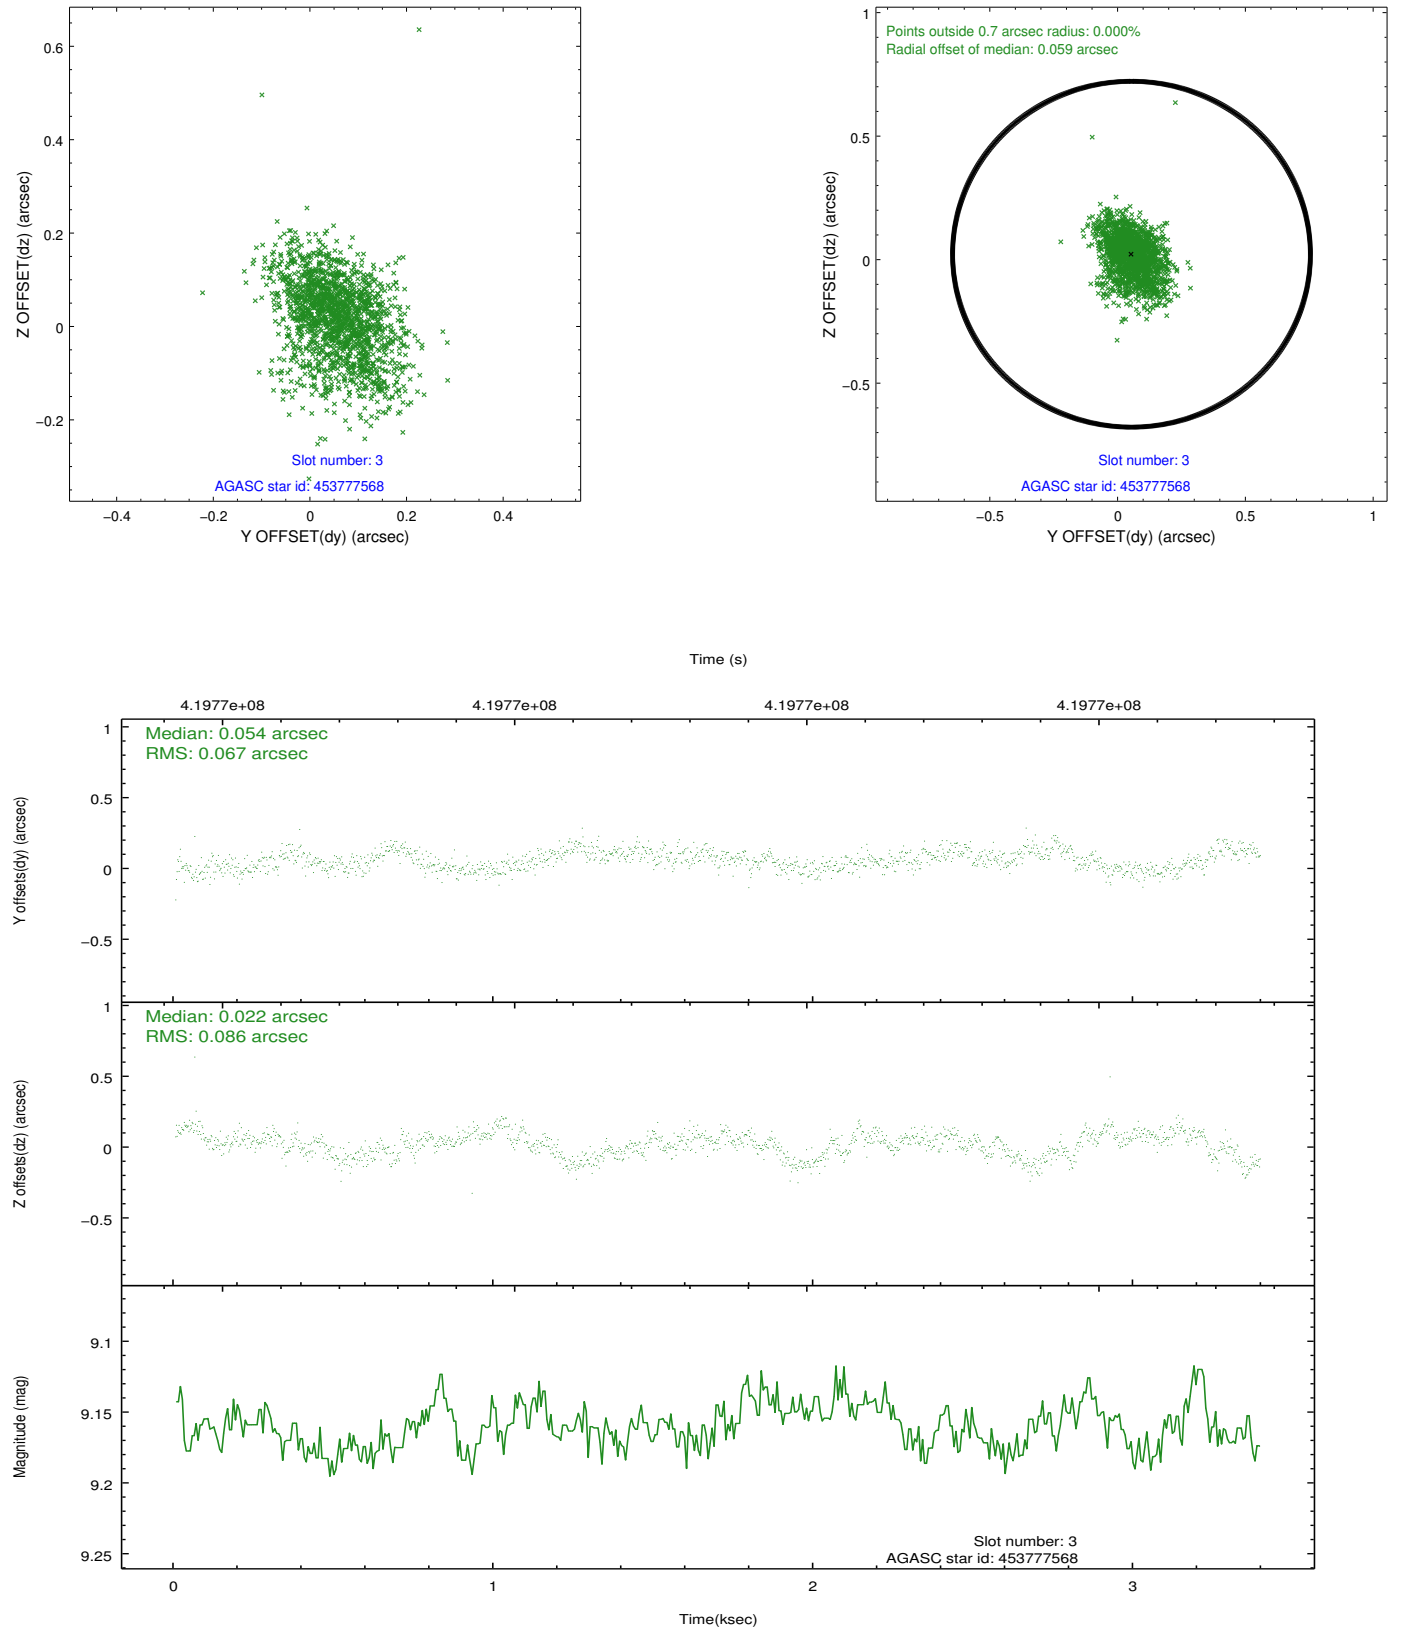 0.6
0.4
0.2
0
−0.2
−0.4
−0.2
0
0.2
0.4
Z OFFSET(dz) (arcsec)
Y OFFSET(dy) (arcsec)
Slot number: 3
AGASC star id: 453777568
Points outside 0.7 arcsec radius: 0.000%
Radial offset of median: 0.059 arcsec
1
0.5
0
−0.5
−0.5
0
0.5
1
Z OFFSET(dz) (arcsec)
Y OFFSET(dy) (arcsec)
Slot number: 3
AGASC star id: 453777568
Time (s)
4.1977e+08
4.1977e+08
4.1977e+08
4.1977e+08
Median: 0.054 arcsec
RMS: 0.067 arcsec
1
0.5
0
−0.5
Y offsets(dy) (arcsec)
Median: 0.022 arcsec
RMS: 0.086 arcsec
1
0.5
0
−0.5
Z offsets(dz) (arcsec)
9.1
9.15
9.2
9.25
Magnitude (mag)
Slot number: 3
AGASC star id: 453777568
0
1
2
3
Time(ksec)